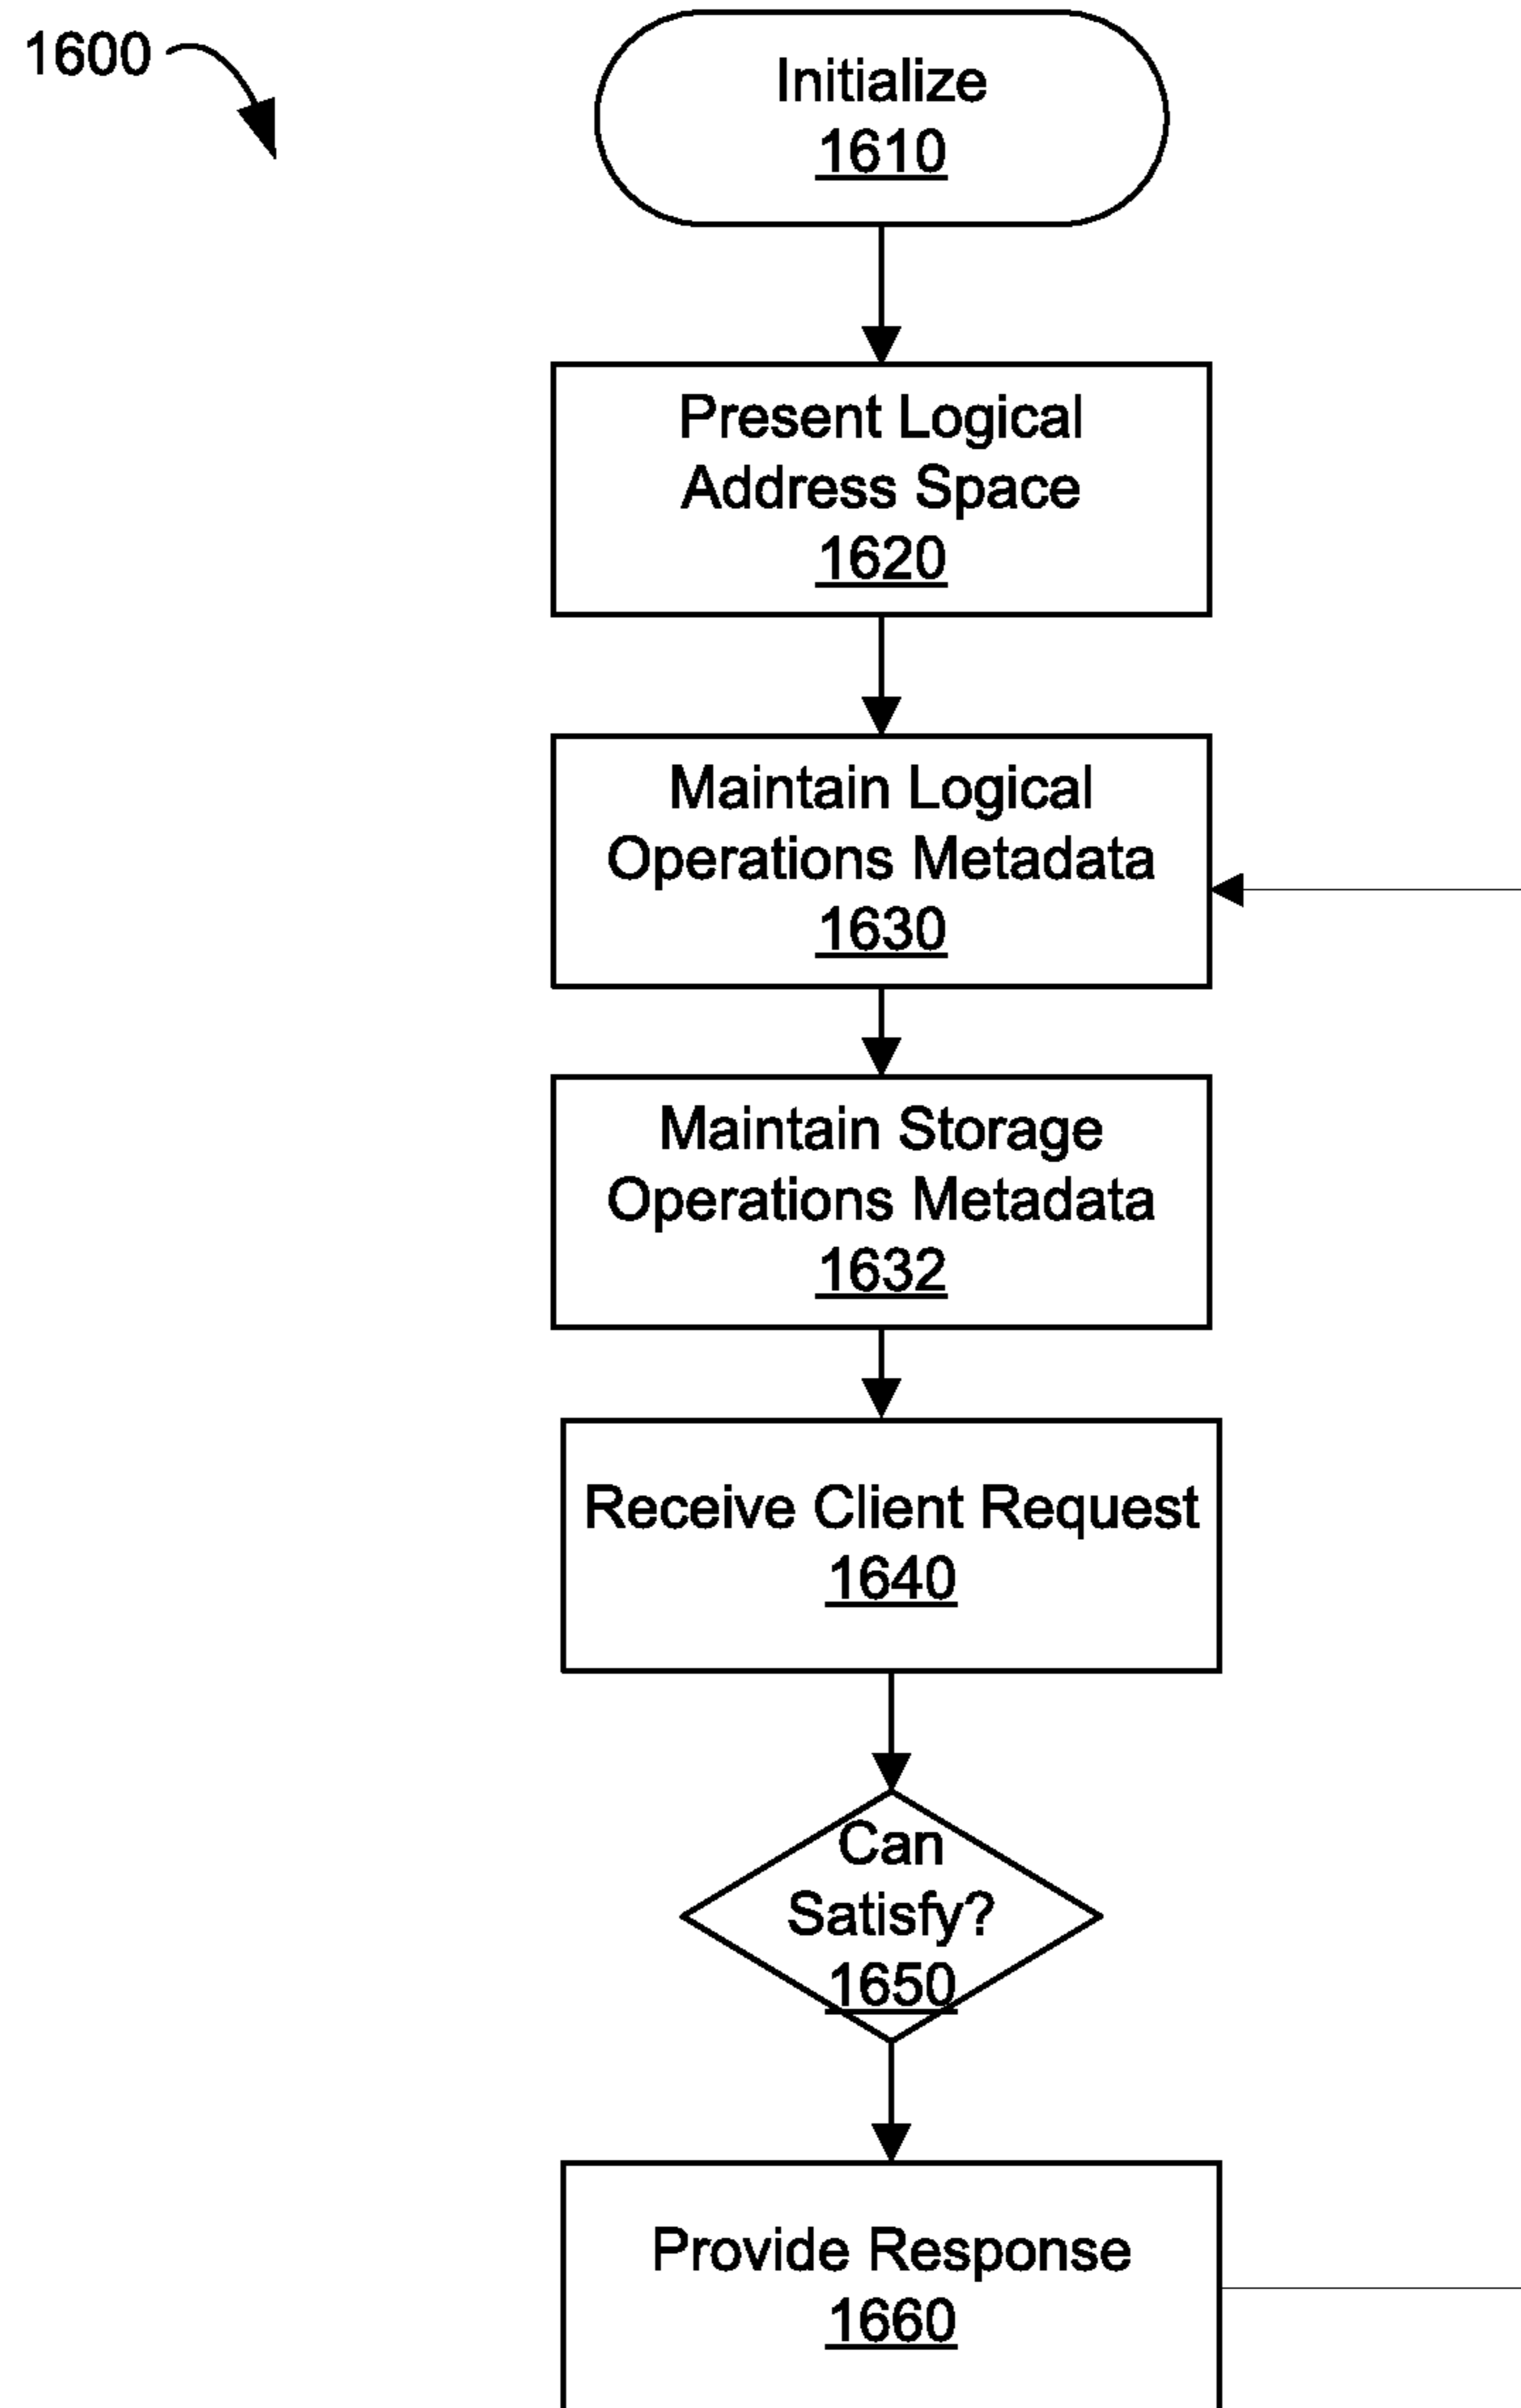 1600
Initialize
1610
Present Logical
Address Space
1620
Maintain Logical
Operations Metadata
1630
Maintain Storage
Operations Metadata
1632
Receive Client Request
1640
Can
Satisfy?
1650
Provide Response
1660